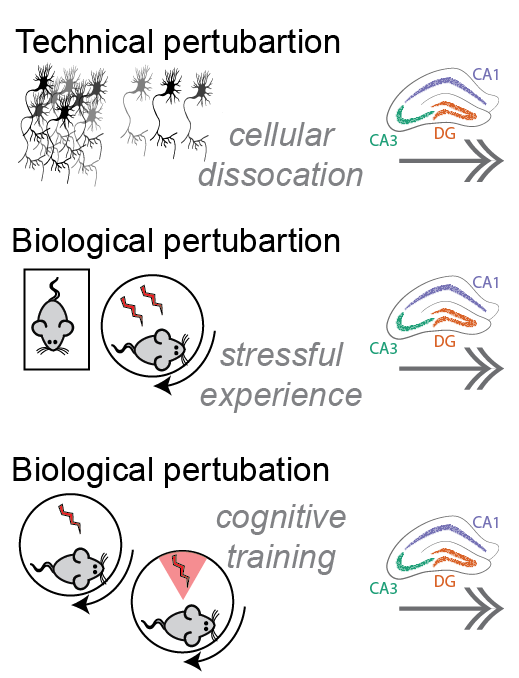 Technical pertubartion
cellular
dissocation
CA1
CA3
DG
Biological pertubartion
stressful
experience
CA1
CA3
DG
Biological pertubation
cognitive
training
CA1
CA3
DG